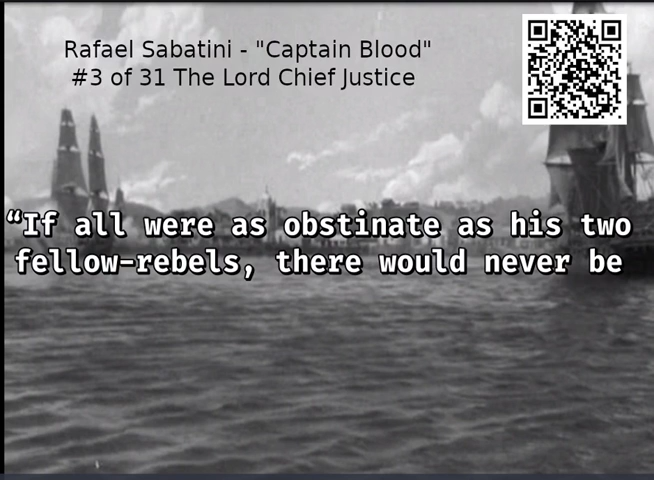 Rafael Sabatini - "Captain Blood"
#3 of 31 The Lord Chief Justice
“If all were as obstinate as his two
fellow-rebels, there would never be